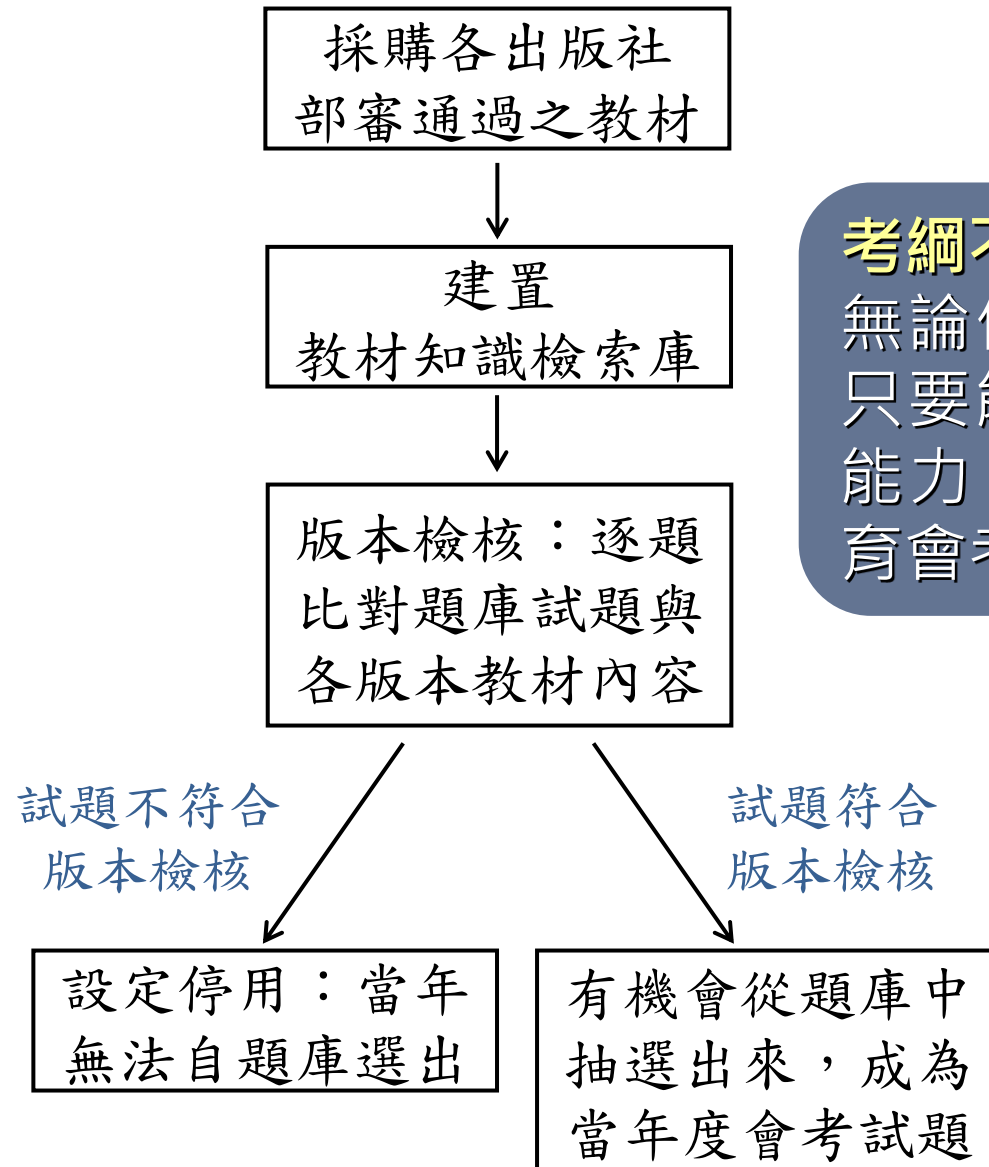 採購各出版社
部審通過之教材
建置
教材知識檢索庫
考綱
無論
只要
能力
育會考
版本檢核：逐題
比對題庫試題與
各版本教材內容
試題不符合
版本檢核
試題符合
版本檢核
設定停用：當年
無法自題庫選出
有機會從題庫中
抽選出來，成為
當年度會考試題